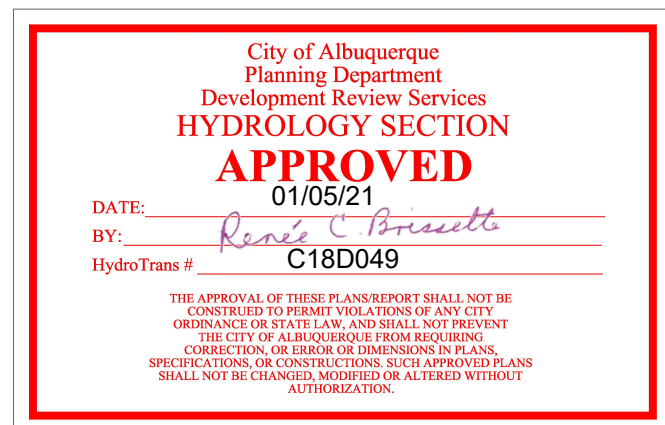 City of Albuquerque
Planning Department
Development Review Services
HYDROLOGY SECTION
APPROVED
DATE: 01/05/21
BY: Renée C. Brissette
HydroTrans # C18D049
THE APPROVAL OF THESE PLANS/REPORT SHALL NOT BE
CONSTRUED TO PERMIT VIOLATIONS OF ANY CITY
ORDINANCE OR STATE LAW, AND SHALL NOT PREVENT
THE CITY OF ALBUQUERQUE FROM REQUIRING
CORRECTION, OR ERROR OR DIMENSIONS IN PLANS,
SPECIFICATIONS, OR CONSTRUCTIONS. SUCH APPROVED PLANS
SHALL NOT BE CHANGED, MODIFIED OR ALTERED WITHOUT
AUTHORIZATION.